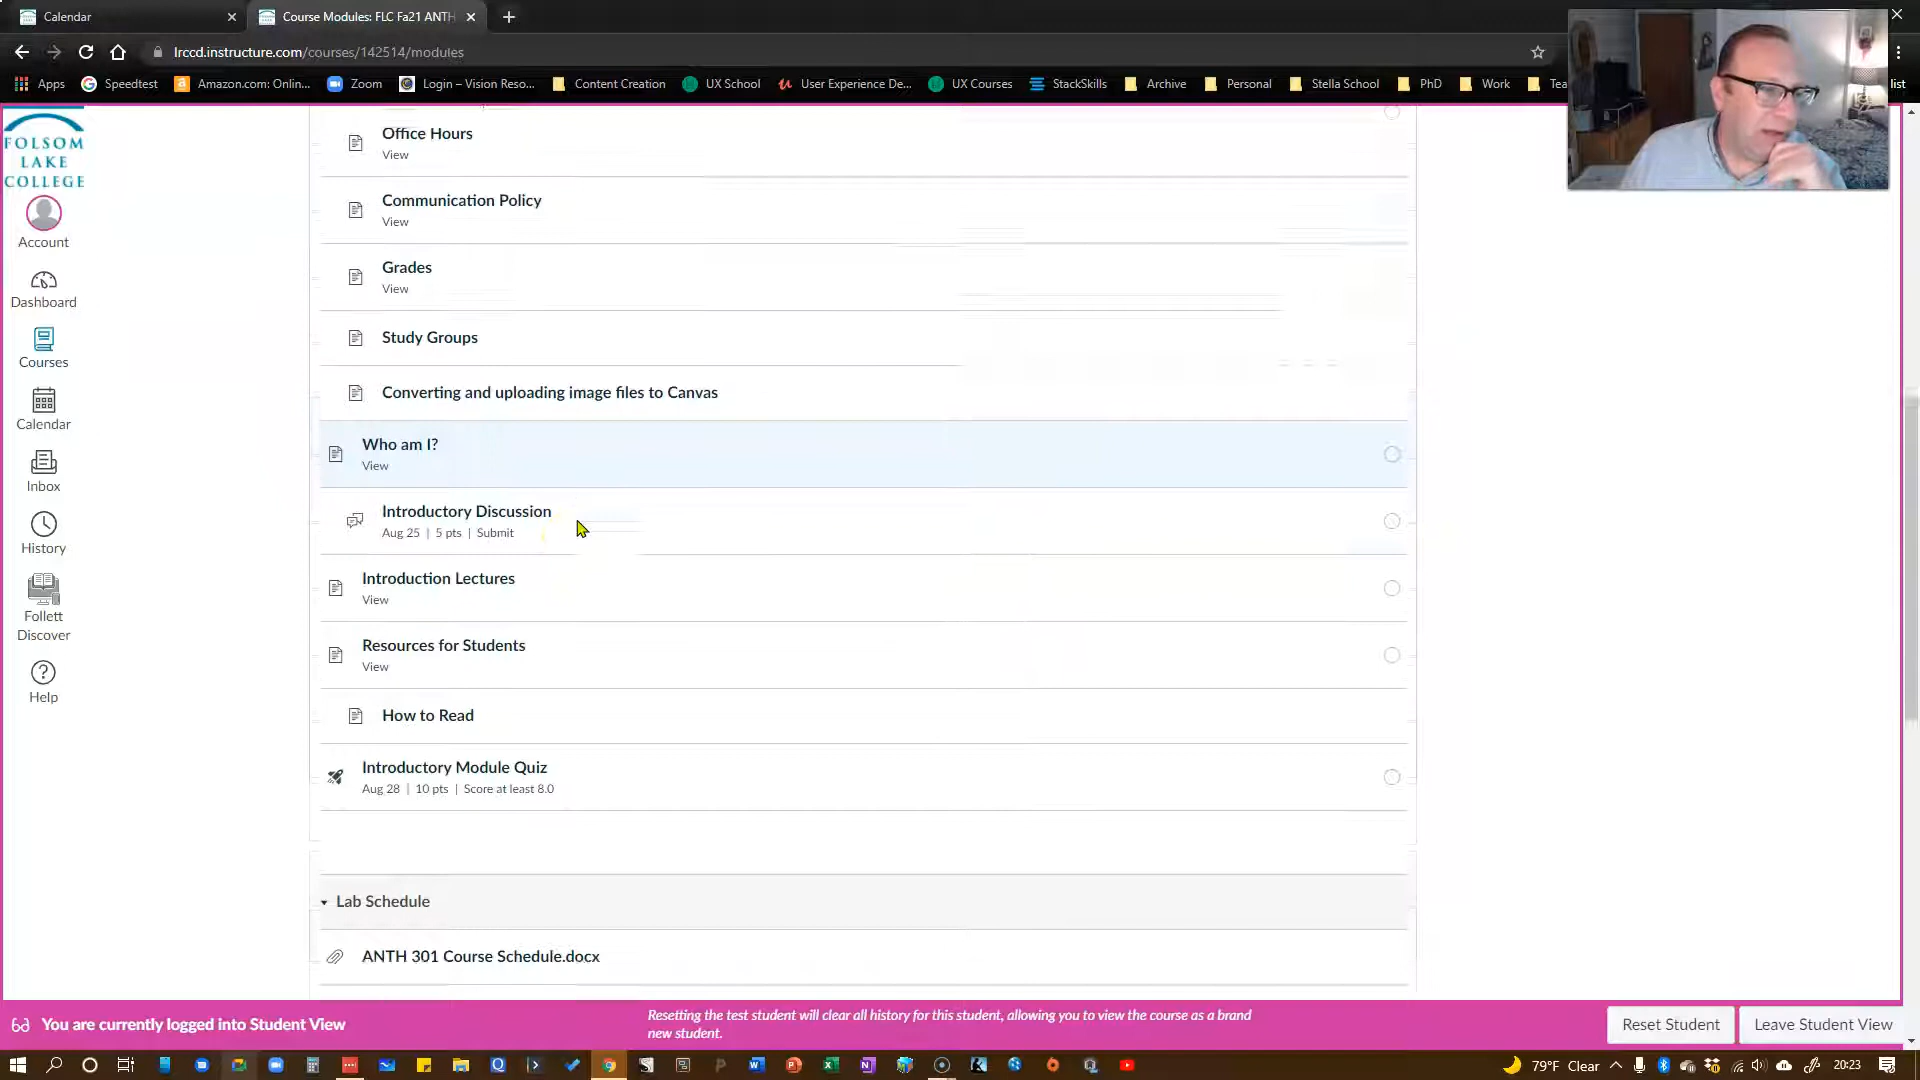 Calendar
Course Modules: FLC Fa21 ANTH
lrccd.instructure.com/courses/142514/modules
Apps
Speedtest
Amazon.com: Onlin...
Zoom
Login – Vision Reso...
Content Creation
UX School
User Experience De...
UX Courses
StackSkills
Archive
Personal
Stella School
PhD
Work
Tea
list
FOLSOM
LAKE
COLLEGE
Account
Dashboard
Courses
Calendar
Inbox
History
Follett
Discover
Help
Office Hours
View
Communication Policy
View
Grades
View
Study Groups
Converting and uploading image files to Canvas
Who am I?
View
Introductory Discussion
Aug 25 | 5 pts | Submit
Introduction Lectures
View
Resources for Students
View
How to Read
Introductory Module Quiz
Aug 28 | 10 pts | Score at least 8.0
Lab Schedule
ANTH 301 Course Schedule.docx
You are currently logged into Student View
Resetting the test student will clear all history for this student, allowing you to view the course as a brand
new student.
Reset Student
Leave Student View
79°F Clear
20:23